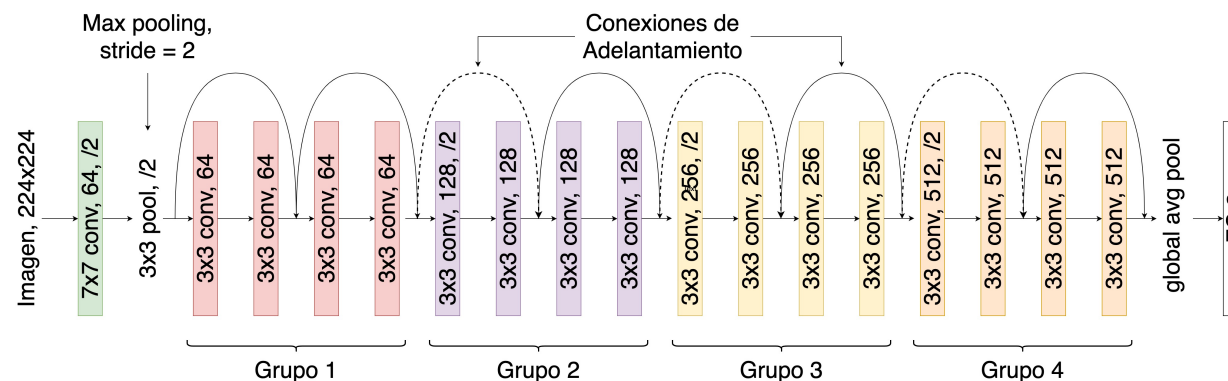 Max pooling,
stride = 2
Conexiones de
Adelantamiento
Imagen, 224x224
7x7 conv, 64, /2
3x3 pool, /2
3x3 conv, 64
3x3 conv, 64
3x3 conv, 64
3x3 conv, 64
3x3 conv, 128, /2
3x3 conv, 128
3x3 conv, 128
3x3 conv, 128
3x3 conv, 256, /2
3x3 conv, 256
3x3 conv, 256
3x3 conv, 256
3x3 conv, 512, /2
3x3 conv, 512
3x3 conv, 512
3x3 conv, 512
global avg pool
Grupo 1
Grupo 2
Grupo 3
Grupo 4